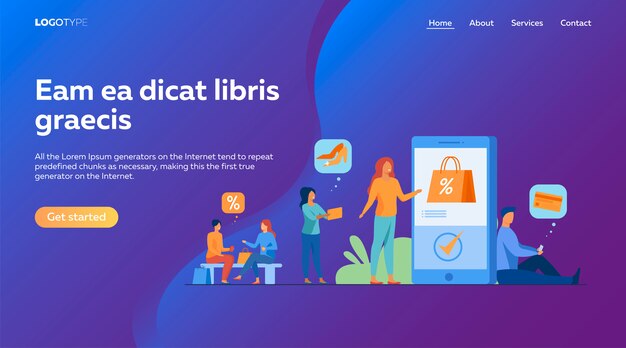 LOGOTYPE
Home
About
Services
Contact
Eam ea dicat libris
graecis
All the Lorem Ipsum generators on the Internet tend to repeat
predefined chunks as necessary, making this the first true
generator on the Internet.
Get started
%
%